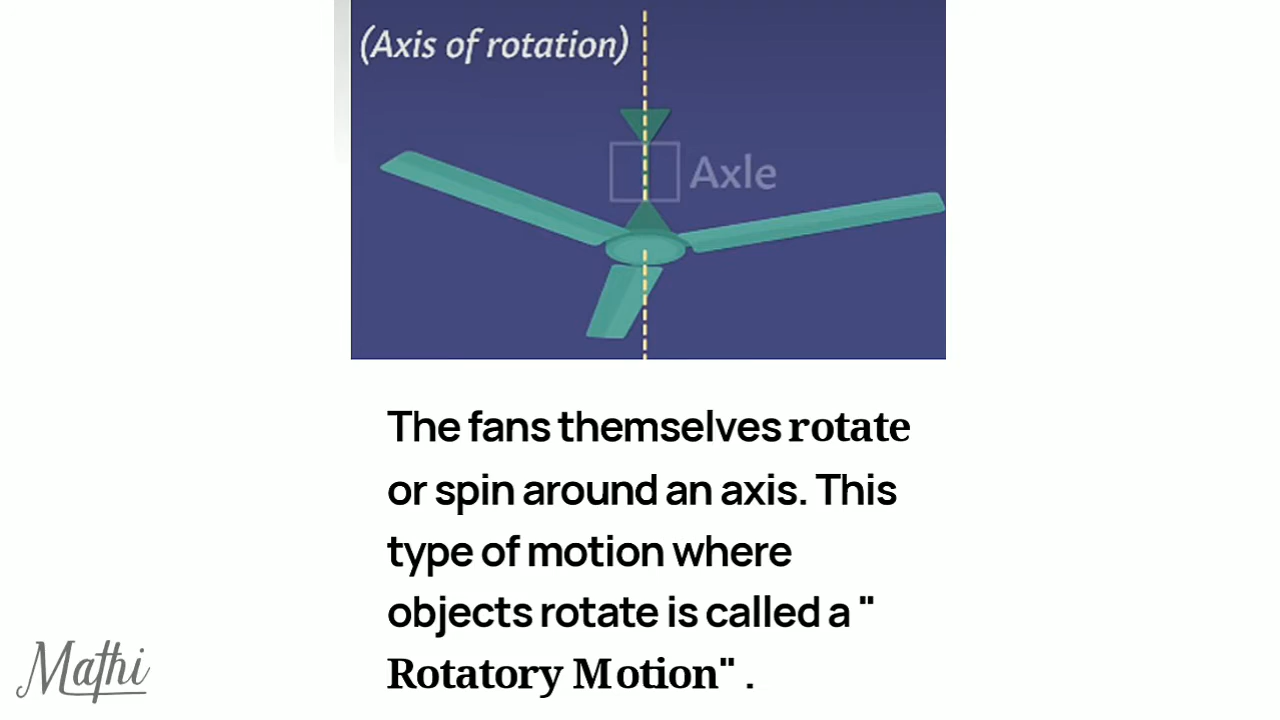 (Axis of rotation)
Axle
The fans themselves rotate
or spin around an axis. This
type of motion where
objects rotate is called a "
Rotatory Motion" .
Mathi